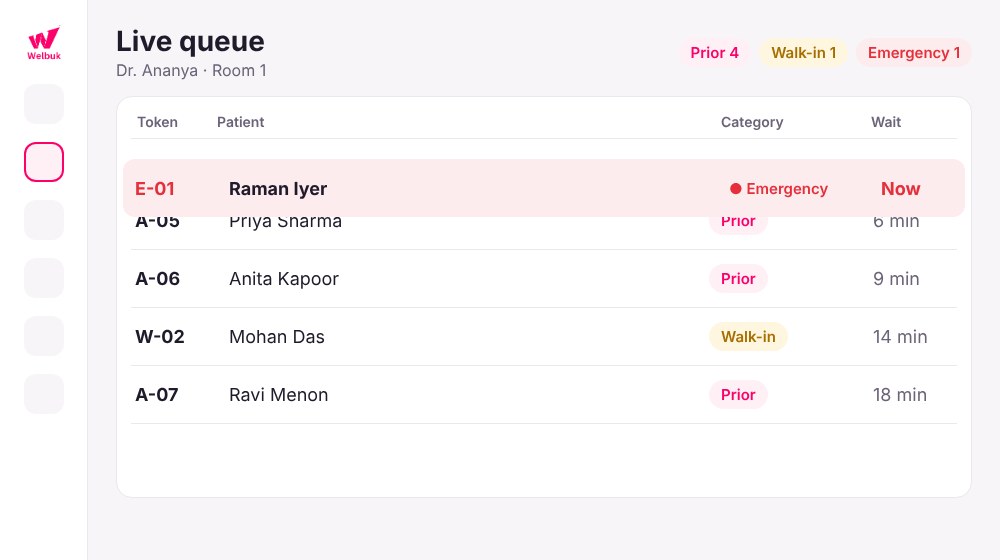 Welbuk
Live queue
Dr. Ananya · Room 1
Prior 4 Walk-in 1 Emergency 1
Token Patient Category Wait
E-01 Raman Iyer Emergency Now
A-05 Priya Sharma Prior 6 min
A-06 Anita Kapoor Prior 9 min
W-02 Mohan Das Walk-in 14 min
A-07 Ravi Menon Prior 18 min